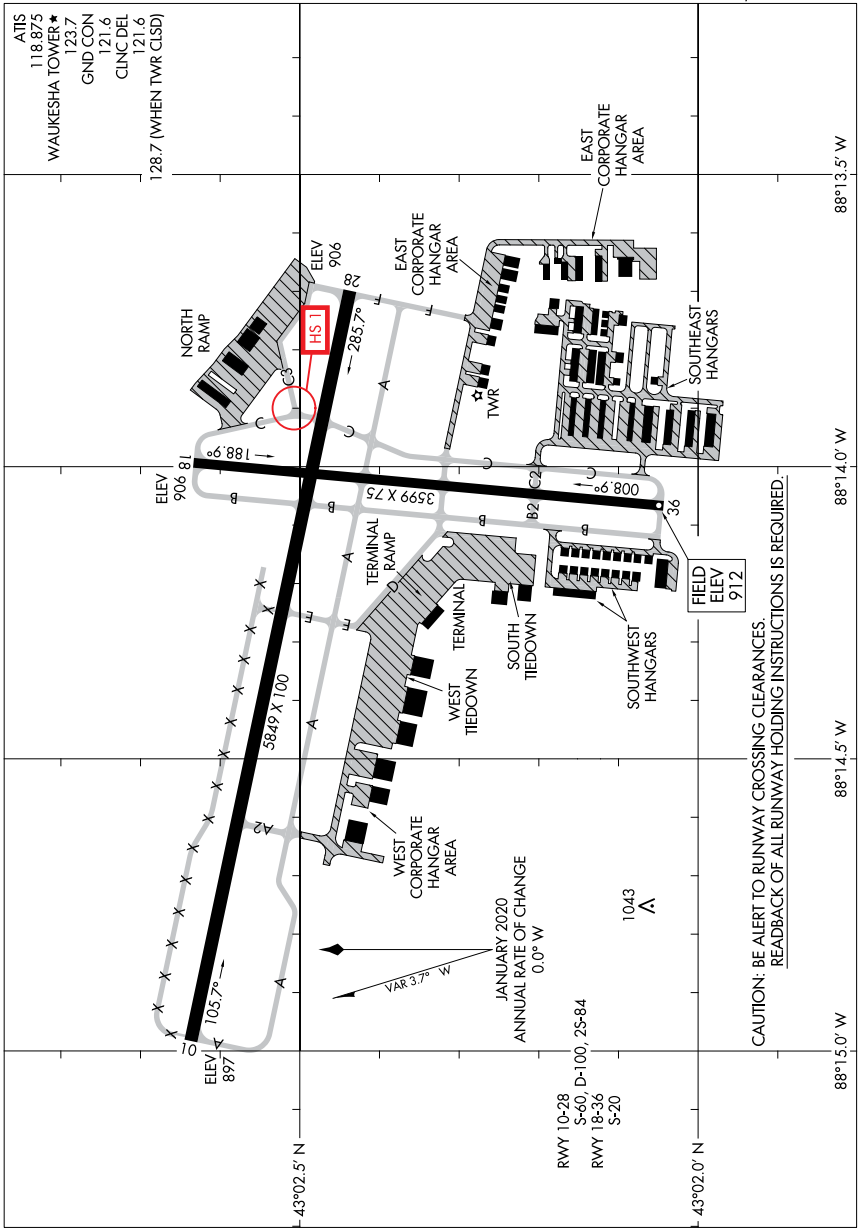 ATIS
118.875
WAUKESHA TOWER★
123.7
GND CON
121.6
CLNC DEL
121.6
128.7 (WHEN TWR CLSD)
NORTH
RAMP
ELEV
906
28
285.7°
HS 1
C3
C
18
188.9°
ELEV
906
EAST
CORPORATE
HANGAR
AREA
EAST
CORPORATE
HANGAR
AREA
F
F
A
C
TWR
SOUTHEAST
HANGARS
B
B
3599 X 75
C
C2
C
B
B2
B
008.9°
36
FIELD
ELEV
912
A
D
TERMINAL
RAMP
TERMINAL
SOUTH
TIEDOWN
SOUTHWEST
HANGARS
E
E
WEST
TIEDOWN
5849 X 100
A
A2
WEST
CORPORATE
HANGAR
AREA
X X X X X X X X X X X X X
105.7°
10
A
A
ELEV
897
JANUARY 2020
ANNUAL RATE OF CHANGE
0.0° W
VAR 3.7° W
1043
RWY 10-28
S-60, D-100, 2S-84
RWY 18-36
S-20
CAUTION: BE ALERT TO RUNWAY CROSSING CLEARANCES.
READBACK OF ALL RUNWAY HOLDING INSTRUCTIONS IS REQUIRED.
43°02.5' N
43°02.0' N
88°15.0' W
88°14.5' W
88°14.0' W
88°13.5' W